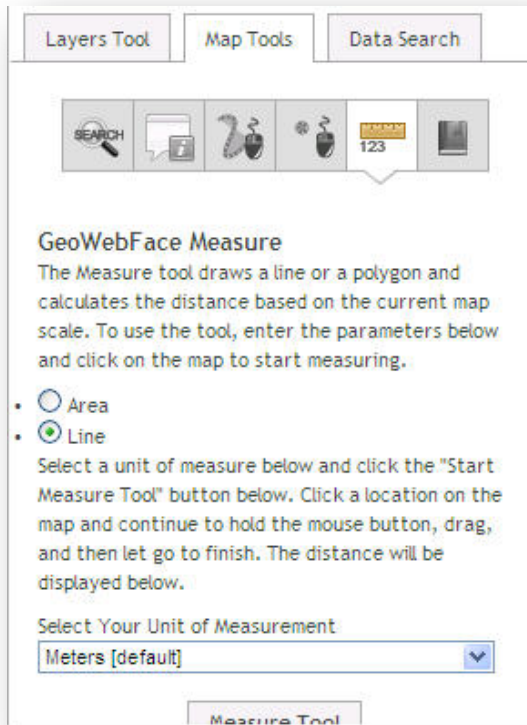 Layers Tool Map Tools Data Search
SEARCH 123
GeoWebFace Measure
The Measure tool draws a line or a polygon and
calculates the distance based on the current map
scale. To use the tool, enter the parameters below
and click on the map to start measuring.
• Area
• Line
Select a unit of measure below and click the "Start
Measure Tool" button below. Click a location on the
map and continue to hold the mouse button, drag,
and then let go to finish. The distance will be
displayed below.
Select Your Unit of Measurement
Meters [default]
Measure Tool